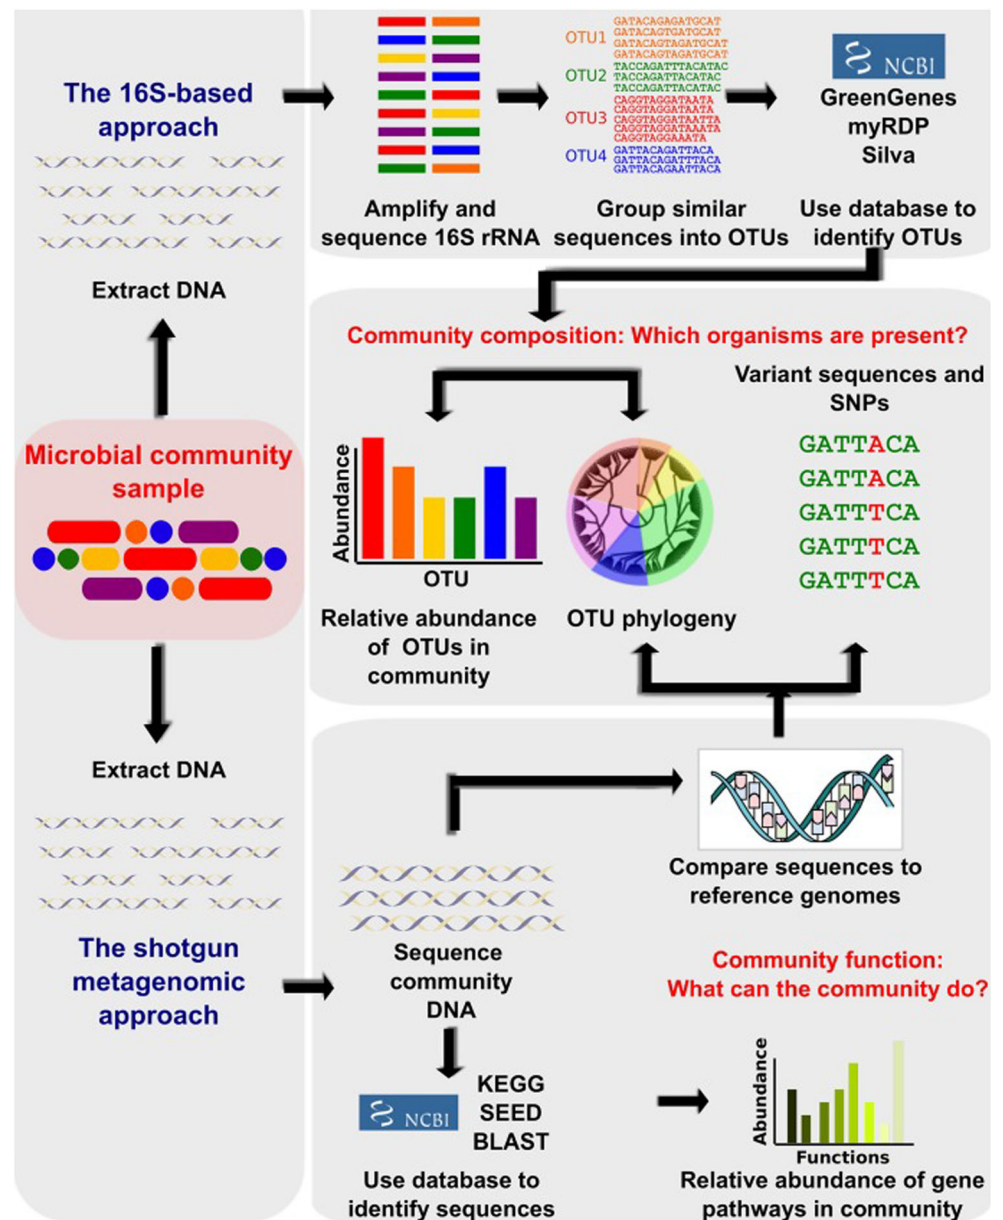 The 16S-based
approach
Extract DNA
Amplify and
sequence 16S rRNA
OTU1
GATACAGAGATGCAT
GATACAGTGATGCAT
GATACAGTAGATGCAT
GATACAGTAGATGCAT
OTU2
TACCAGATTTACATAC
TACCAGATTACATAC
TACCAGATTACATAC
OTU3
CAGGTAGGATAATA
CAGGTAGGATAATA
CAGGTAGGATAATTA
CAGGTAGGATAAATA
CAGGTAGGAAATA
OTU4
GATTACAGATTACA
GATTACAGATTTACA
GATTACAGAATTACA
Group similar
sequences into OTUs
NCBI
GreenGenes
myRDP
Silva
Use database to
identify OTUs
Community composition: Which organisms are present?
Abundance
OTU
Relative abundance
of OTUs in
community
OTU phylogeny
Variant sequences and
SNPs
GATTACA
GATTACA
GATTTCA
GATTTCA
GATTTCA
Microbial community
sample
Extract DNA
The shotgun
metagenomic
approach
Sequence
community
DNA
Compare sequences to
reference genomes
NCBI
KEGG
SEED
BLAST
Use database to
identify sequences
Community function:
What can the community do?
Abundance
Functions
Relative abundance of gene
pathways in community